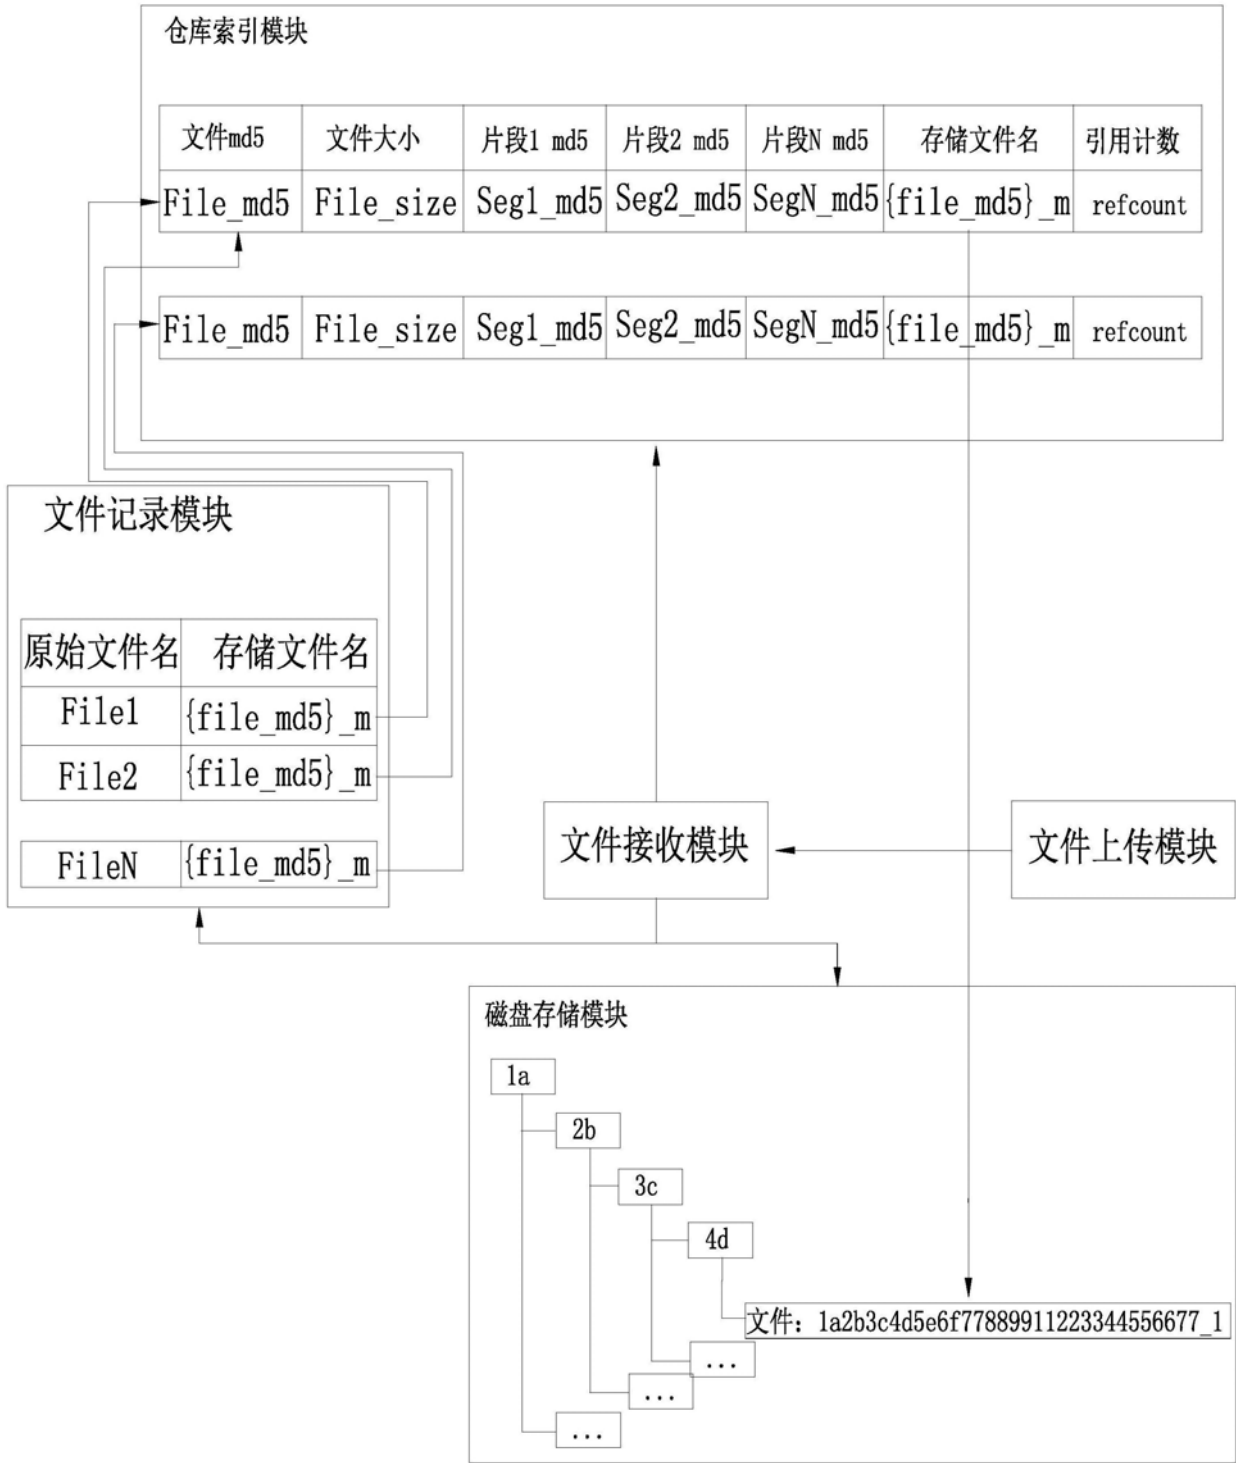 仓库索引模块
文件md5 文件大小 片段1 md5 片段2 md5 片段N md5 存储文件名 引用计数
File_md5 File_size Seg1_md5 Seg2_md5 SegN_md5 {file_md5}_m refcount
File_md5 File_size Seg1_md5 Seg2_md5 SegN_md5 {file_md5}_m refcount
文件记录模块
原始文件名 存储文件名
File1 {file_md5}_m
File2 {file_md5}_m
FileN {file_md5}_m
文件接收模块
文件上传模块
磁盘存储模块
1a
2b
3c
4d
文件：1a2b3c4d5e6f77889911223344556677_1
...
...
...